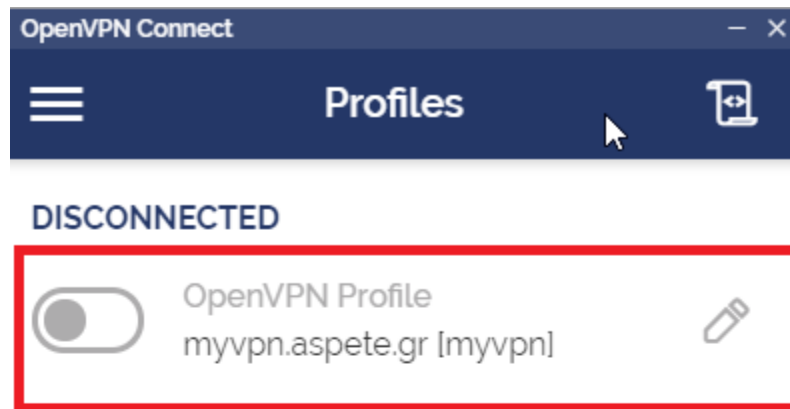 OpenVPN Connect
Profiles
DISCONNECTED
OpenVPN Profile
myvpn.aspete.gr [myvpn]